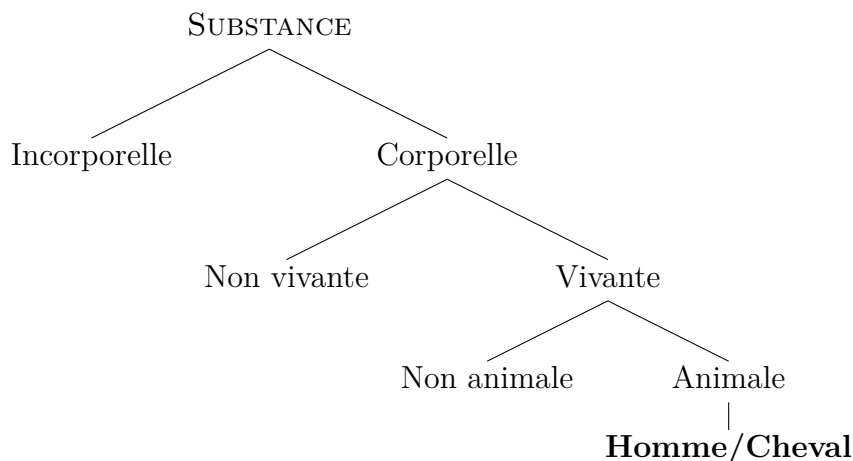 SUBSTANCE
Incorporelle Corporelle
Non vivante Vivante
Non animale Animale
Homme/Cheval